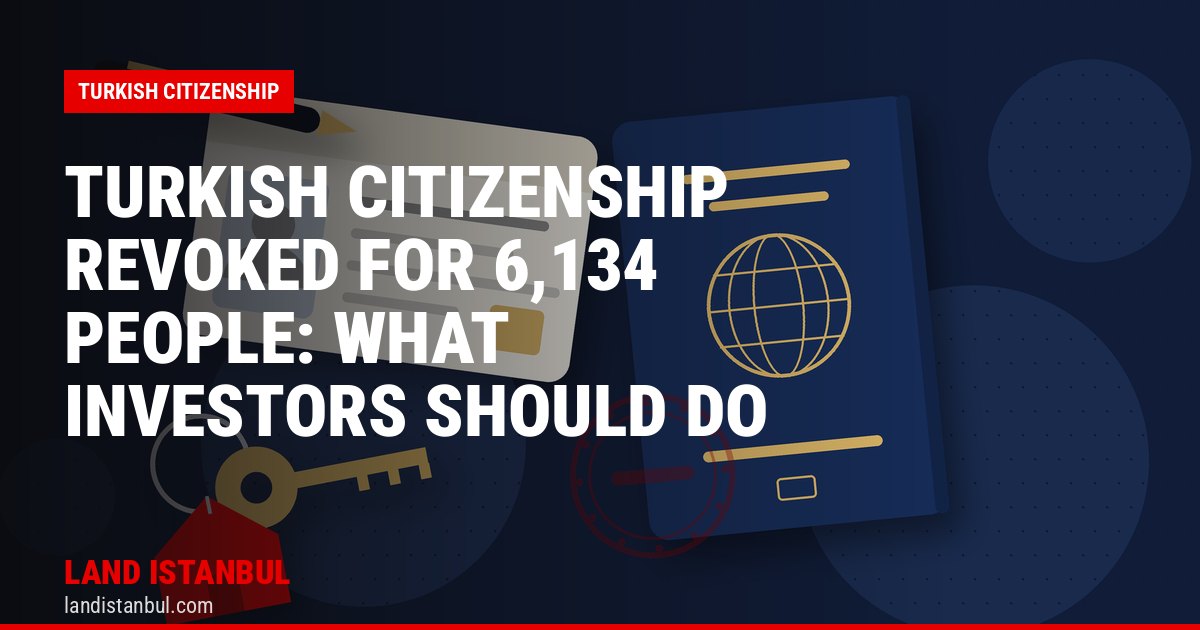 TURKISH CITIZENSHIP
TURKISH CITIZENSHIP
REVOKED FOR 6,134
PEOPLE: WHAT
INVESTORS SHOULD DO
LAND ISTANBUL
landistanbul.com